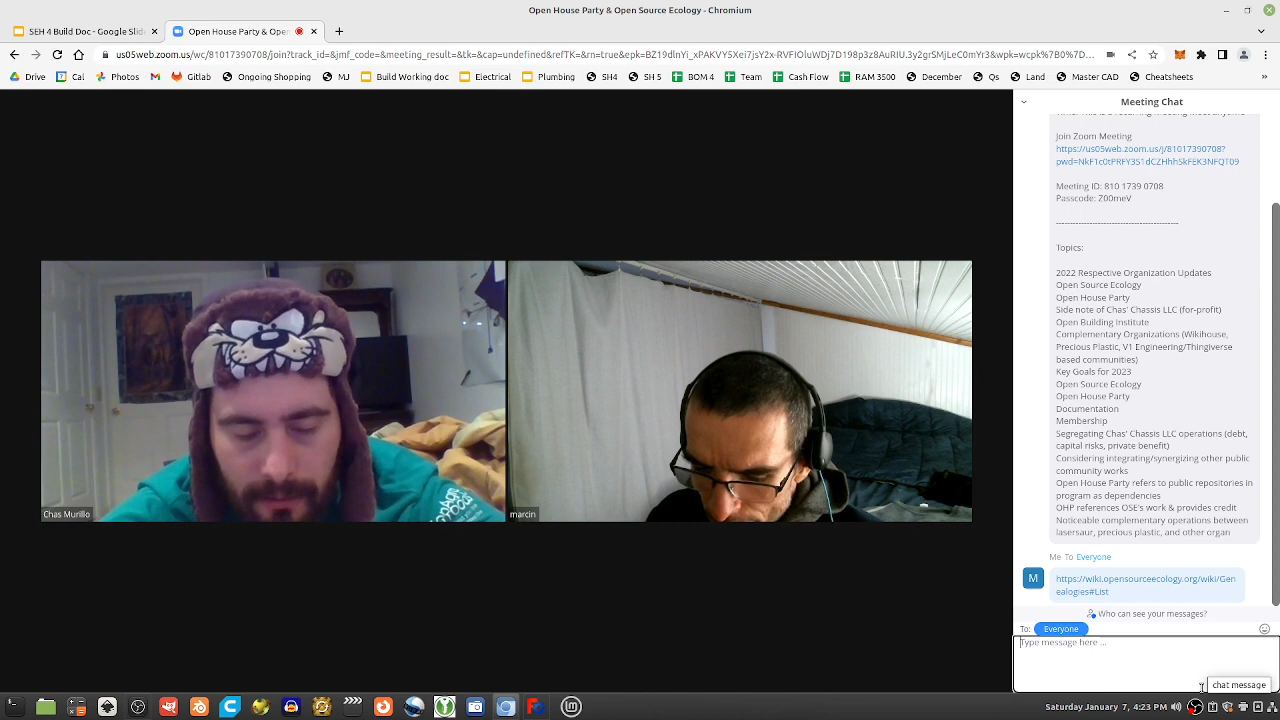 Open House Party & Open Source Ecology - Chromium
SEH 4 Build Doc - Google Slid
Open House Party & Open
us05web.zoom.us/wc/81017390708/join?track_id=&jmf_code=&meeting_result=&tk=&cap=undefined&refTK=&rn=true&epk=
Drive
Cal
Photos
Gitlab
Ongoing Shopping
MJ
Build Working doc
Electrical
Plumbing
SH4
SH 5
BOM 4
Team
Cash Flow
RAM 3500
December
Qs
Land
Master CAD
Cheatsheets
»
Meeting Chat
Join Zoom Meeting
https://us05web.zoom.us/j/81017390708?
pwd=NkF1c0tPRFY3S1dCZHhhSkFEK3NFQT09
Meeting ID: 810 1739 0708
Passcode: Z00meV
------------------------------------------
Topics:
2022 Respective Organization Updates
Open Source Ecology
Open House Party
Side note of Chas' Chassis LLC (for-profit)
Open Building Institute
Complementary Organizations (Wikihouse,
Precious Plastic, V1 Engineering/Thingiverse
based communities)
Key Goals for 2023
Open Source Ecology
Open House Party
Documentation
Membership
Segregating Chas' Chassis LLC operations (debt,
capital risks, private benefit)
Considering integrating/synergizing other public
community works
Open House Party refers to public repositories in
program as dependencies
OHP references OSE's work & provides credit
Noticeable complementary operations between
lasersaur, precious plastic, and other organ
Me To Everyone
M
https://wiki.opensourceecology.org/wiki/Gen
ealogies#List
Who can see your messages?
To: Everyone
Type message here ...
chat message
Chas Murillo
marcin
Saturday January 7, 4:23 PM